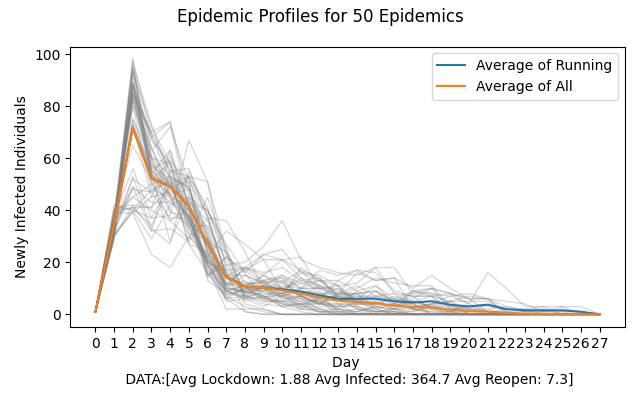 Epidemic Profiles for 50 Epidemics
100
80
60
40
20
0
Newly Infected Individuals
Average of Running
Average of All
0 1 2 3 4 5 6 7 8 9 10 11 12 13 14 15 16 17 18 19 20 21 22 23 24 25 26 27
Day
DATA:[Avg Lockdown: 1.88 Avg Infected: 364.7 Avg Reopen: 7.3]